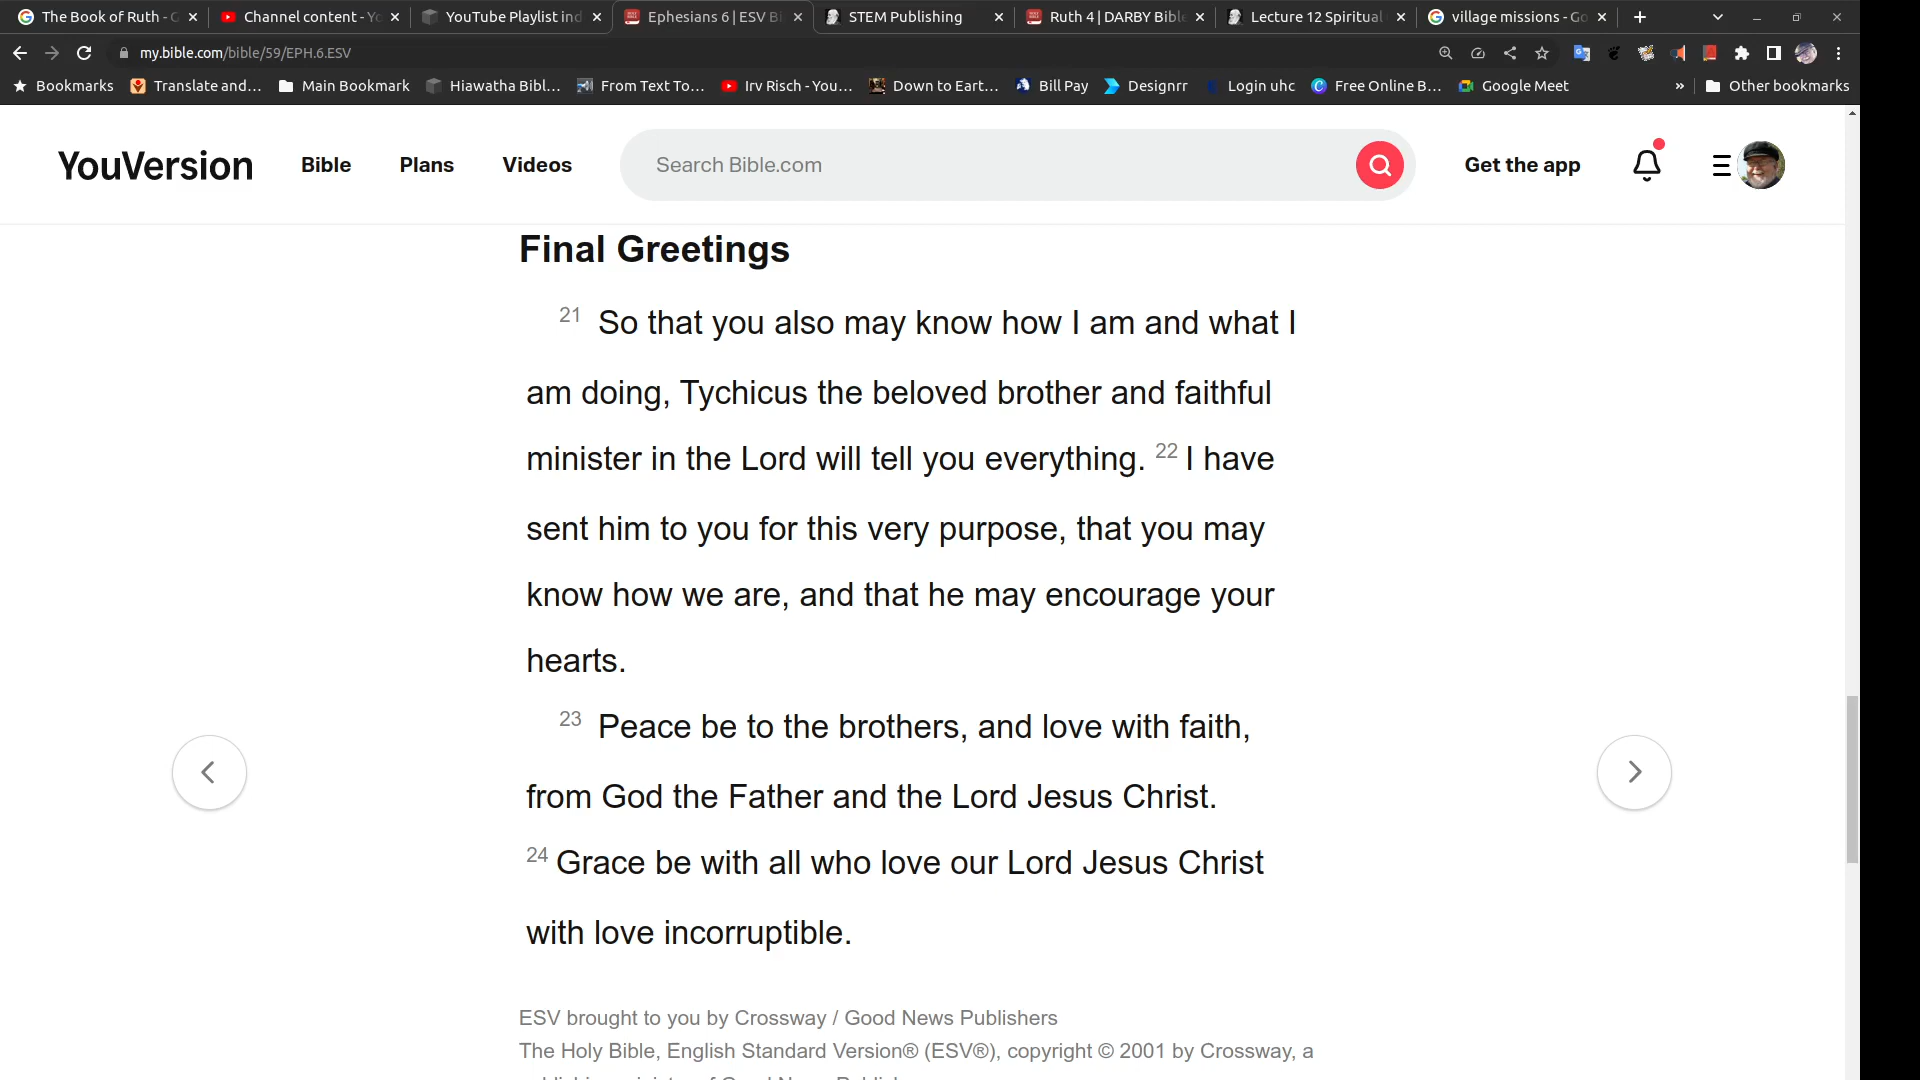 The Book of Ruth - G
Channel content - Yo
YouTube Playlist ind
Ephesians 6 | ESV Bi
STEM Publishing
Ruth 4 | DARBY Bible
Lecture 12 Spiritual
village missions - Go
my.bible.com/bible/59/EPH.6.ESV
Bookmarks
Translate and...
Main Bookmark
Hiawatha Bibl...
From Text To...
Irv Risch - You...
Down to Eart...
Bill Pay
Designrr
Login uhc
Free Online B...
Google Meet
»
Other bookmarks
YouVersion
Bible
Plans
Videos
Search Bible.com
Get the app
Final Greetings
21 So that you also may know how I am and what I
am doing, Tychicus the beloved brother and faithful
minister in the Lord will tell you everything. 22 I have
sent him to you for this very purpose, that you may
know how we are, and that he may encourage your
hearts.
23 Peace be to the brothers, and love with faith,
from God the Father and the Lord Jesus Christ.
24 Grace be with all who love our Lord Jesus Christ
with love incorruptible.
ESV brought to you by Crossway / Good News Publishers
The Holy Bible, English Standard Version® (ESV®), copyright © 2001 by Crossway, a